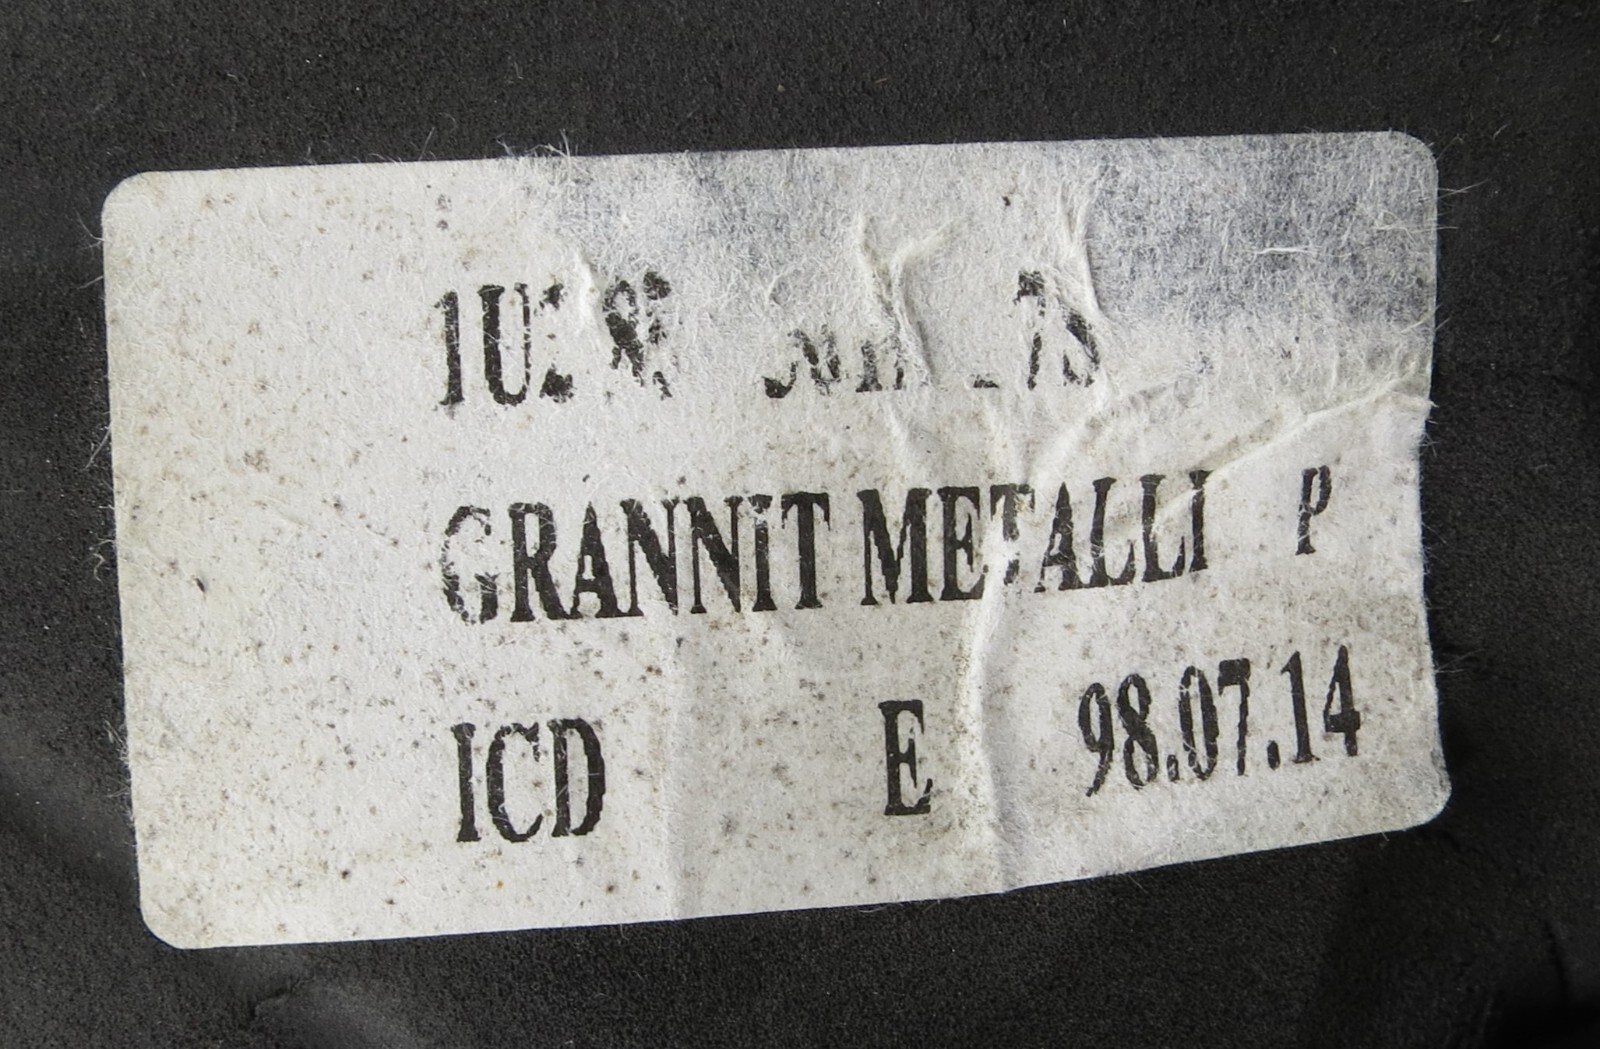 GRANNiT METALLI P
ICD E 98.07.14